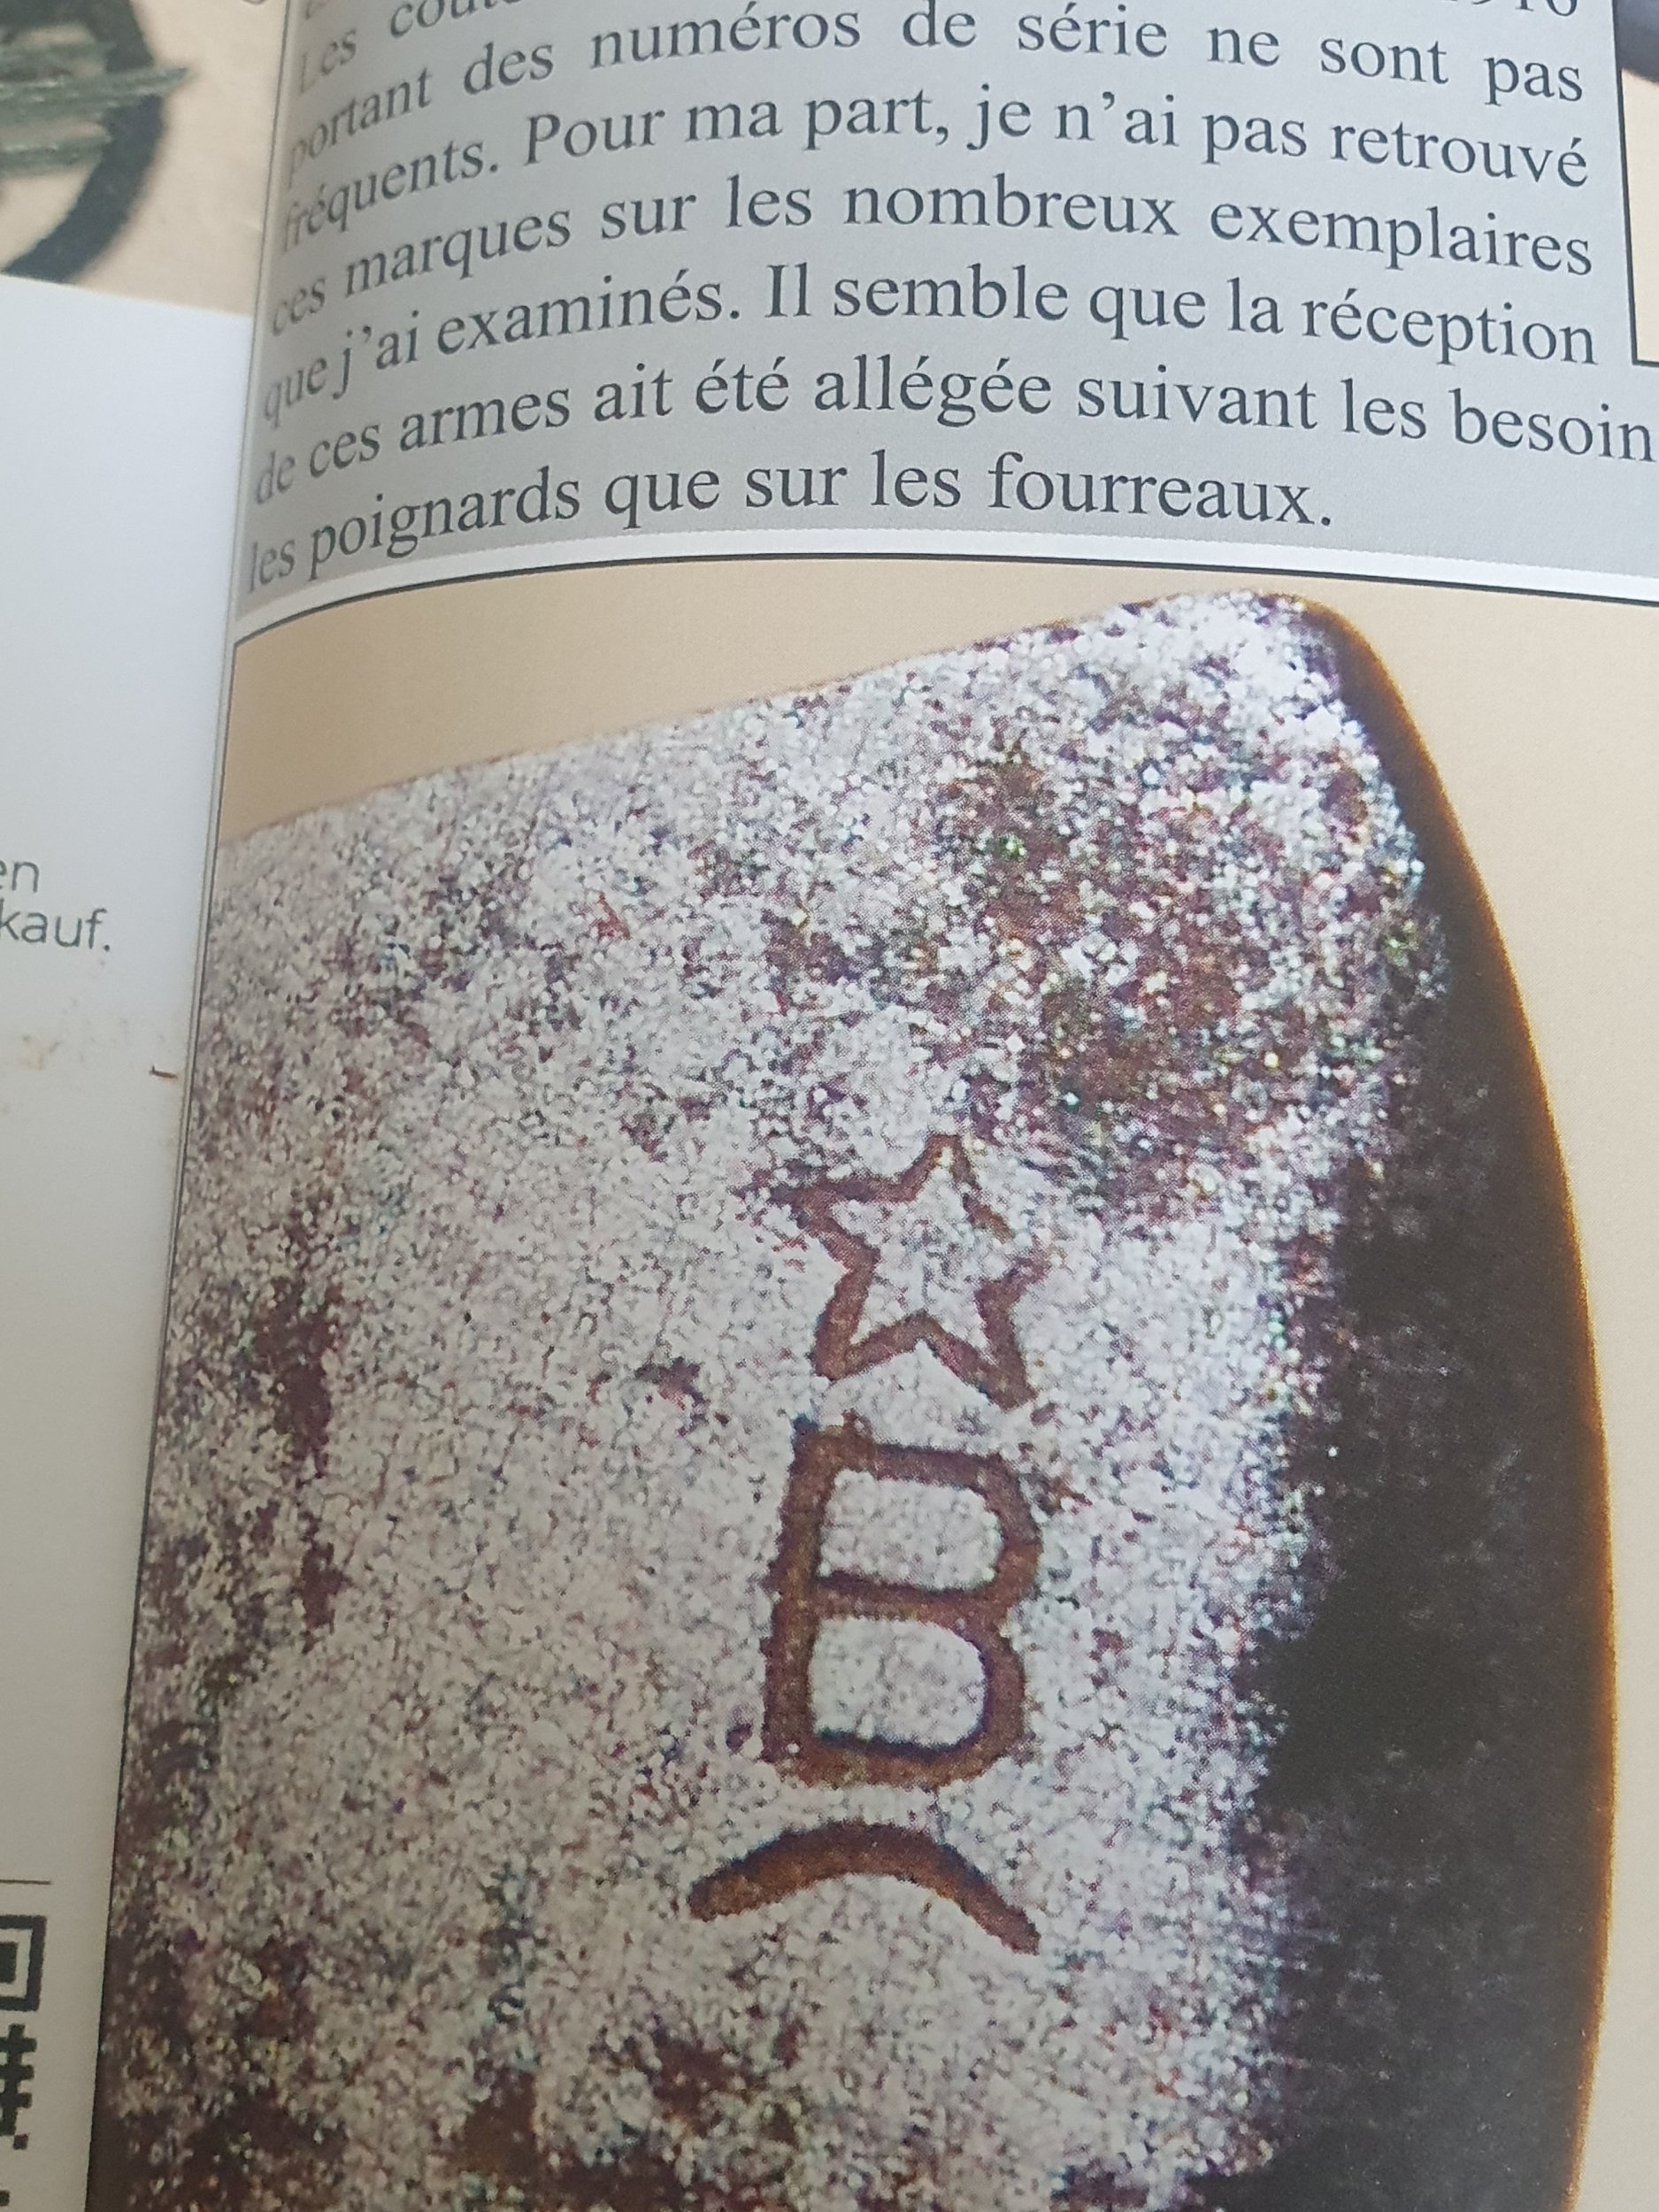 Les
portant des numéros de série ne sont pas
fréquents. Pour ma part, je n'ai pas retrouvé
ces marques sur les nombreux exemplaires
que j'ai examinés. Il semble que la réception
de ces armes ait été allégée suivant les besoin
les poignards que sur les fourreaux.
en
kauf.
B